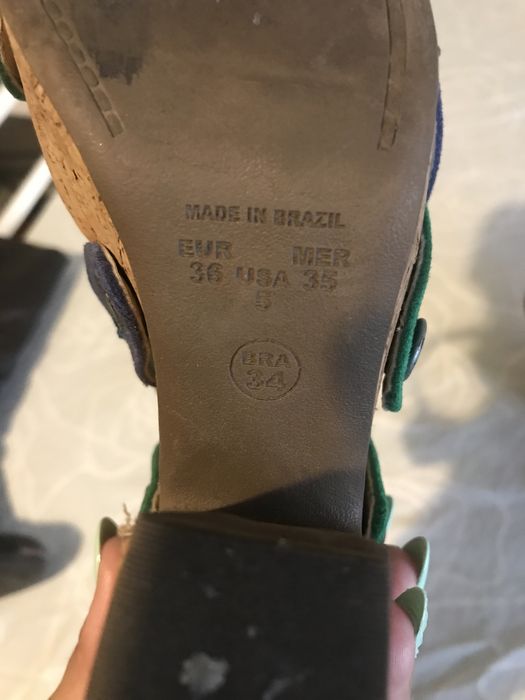 MADE IN BRAZIL
EUR MER
36 USA 35
5
BRA
34